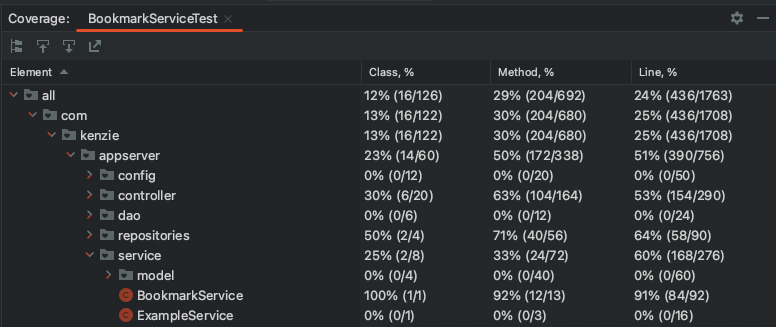 Coverage: BookmarkServiceTest
Element Class, % Method, % Line, %
all 12% (16/126) 29% (204/692) 24% (436/1763)
com 13% (16/122) 30% (204/680) 25% (436/1708)
kenzie 13% (16/122) 30% (204/680) 25% (436/1708)
appserver 23% (14/60) 50% (172/338) 51% (390/756)
config 0% (0/12) 0% (0/20) 0% (0/50)
controller 30% (6/20) 63% (104/164) 53% (154/290)
dao 0% (0/6) 0% (0/12) 0% (0/24)
repositories 50% (2/4) 71% (40/56) 64% (58/90)
service 25% (2/8) 33% (24/72) 60% (168/276)
model 0% (0/4) 0% (0/40) 0% (0/60)
C BookmarkService 100% (1/1) 92% (12/13) 91% (84/92)
C ExampleService 0% (0/1) 0% (0/3) 0% (0/16)